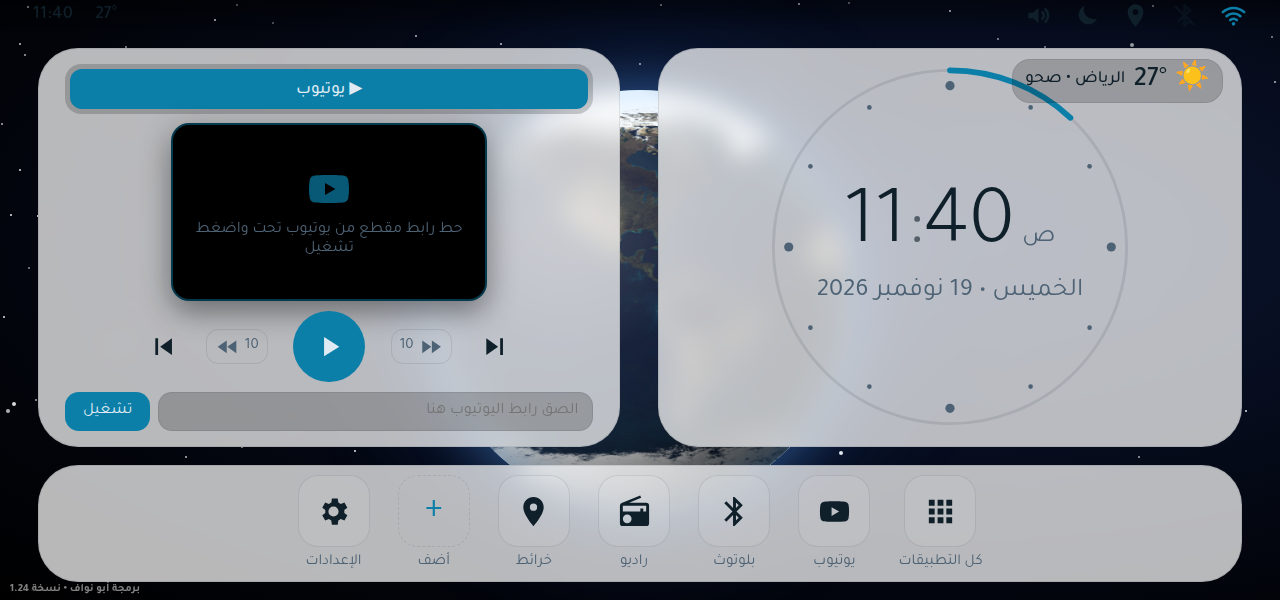 11:40 27°
27° الرياض • صحو
11:40 ص
الخميس • 19 نوفمبر 2026
▶ يوتيوب
حط رابط مقطع من يوتيوب تحت واضغط
تشغيل
10
10
الصق رابط اليوتيوب هنا
تشغيل
كل التطبيقات
يوتيوب
بلوتوث
راديو
خرائط
+
أضف
الإعدادات
برمجة أبو نواف • نسخة 1.24